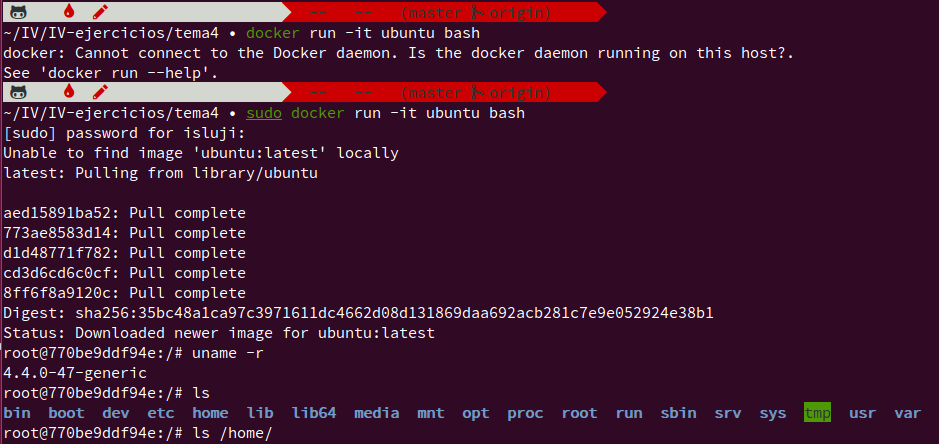 -- -- (master origin)
~/IV/IV-ejercicios/tema4 • docker run -it ubuntu bash
docker: Cannot connect to the Docker daemon. Is the docker daemon running on this host?.
See 'docker run --help'.
-- -- (master origin)
~/IV/IV-ejercicios/tema4 • sudo docker run -it ubuntu bash
[sudo] password for isluji:
Unable to find image 'ubuntu:latest' locally
latest: Pulling from library/ubuntu
aed15891ba52: Pull complete
773ae8583d14: Pull complete
d1d48771f782: Pull complete
cd3d6cd6c0cf: Pull complete
8ff6f8a9120c: Pull complete
Digest: sha256:35bc48a1ca97c3971611dc4662d08d131869daa692acb281c7e9e052924e38b1
Status: Downloaded newer image for ubuntu:latest
root@770be9ddf94e:/# uname -r
4.4.0-47-generic
root@770be9ddf94e:/# ls
bin boot dev etc home lib lib64 media mnt opt proc root run sbin srv sys tmp usr var
root@770be9ddf94e:/# ls /home/